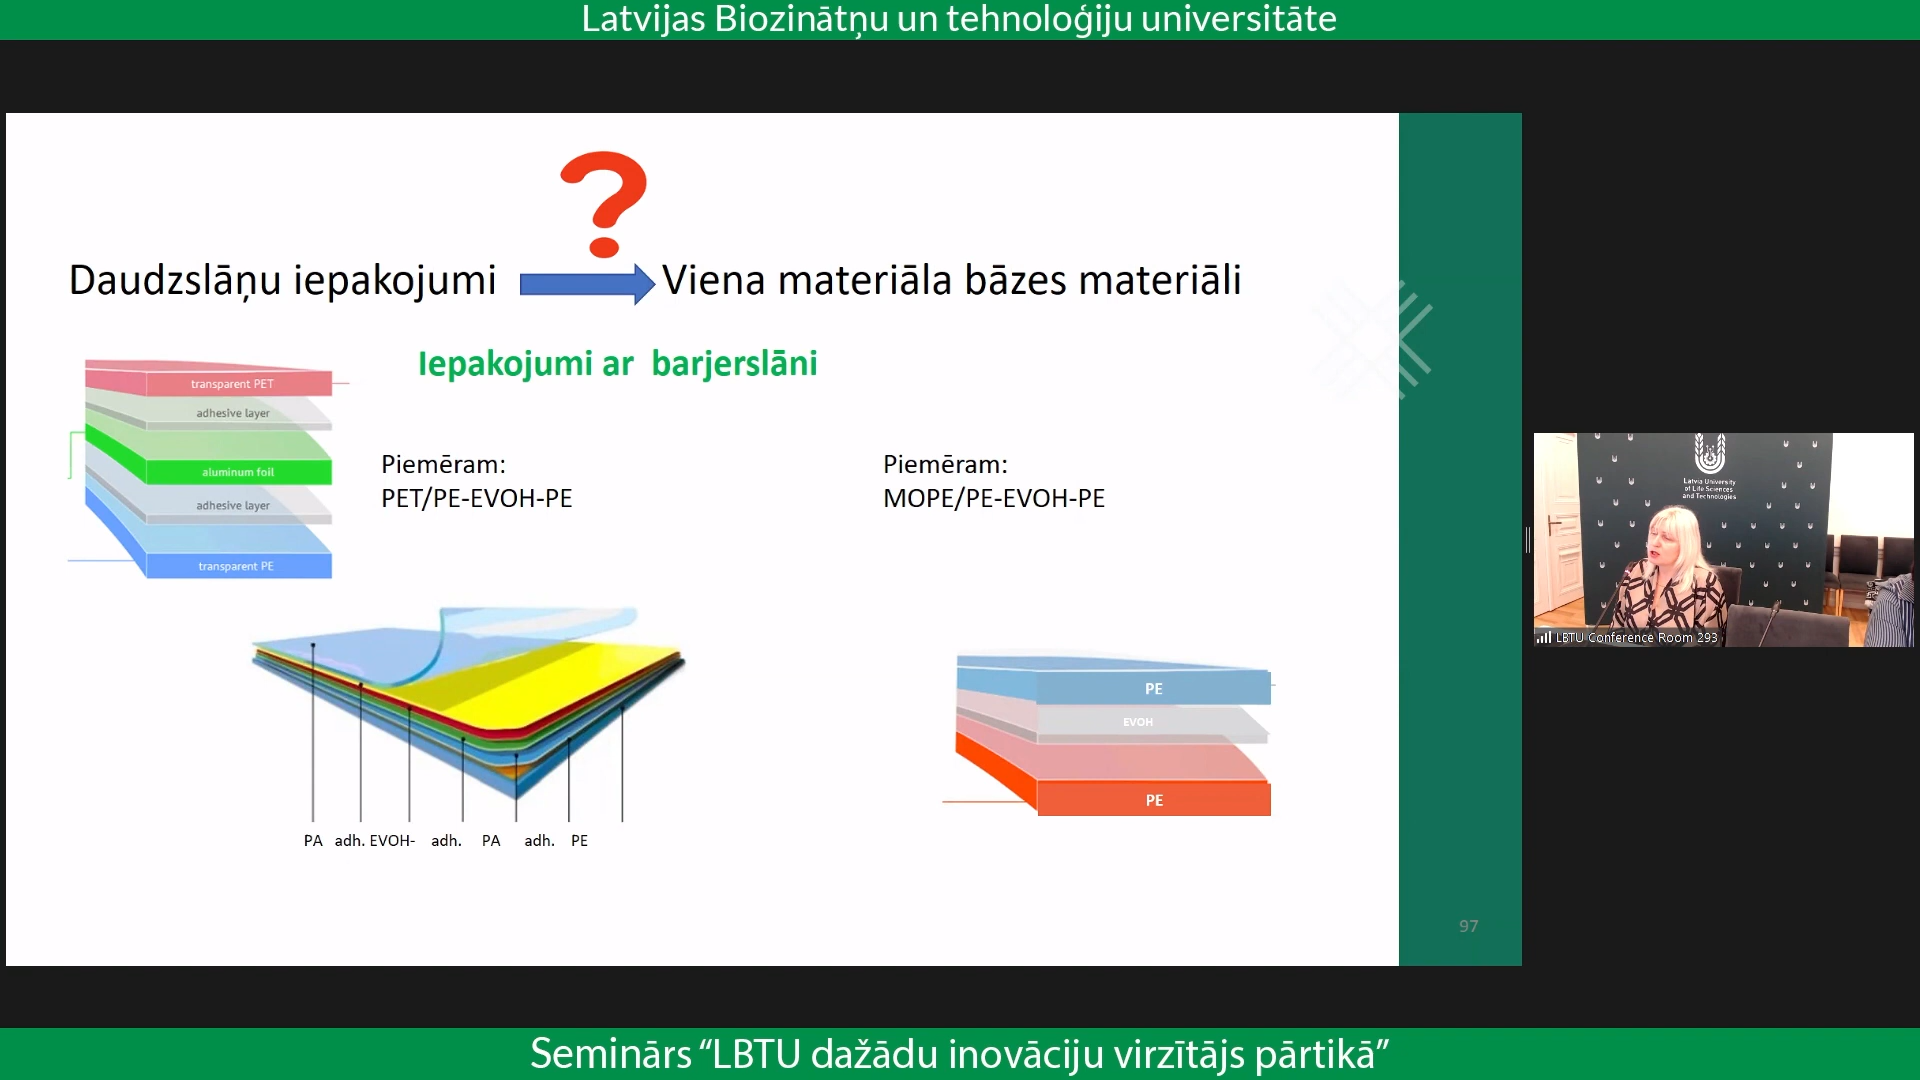 Latvijas Biozinātņu un tehnoloģiju universitāte
?
Daudzslāņu iepakojumi
Viena materiāla bāzes materiāli
Iepakojumi ar barjerslāni
transparent PET
adhesive layer
aluminum foil
adhesive layer
transparent PE
Piemēram:
PET/PE-EVOH-PE
Piemēram:
MOPE/PE-EVOH-PE
PA adh. EVOH- adh. PA adh. PE
PE
EVOH
PE
97
Latvia University
of Life Sciences
and Technologies
LBTU Conference Room 293
Seminārs “LBTU dažādu inovāciju virzītājs pārtikā”